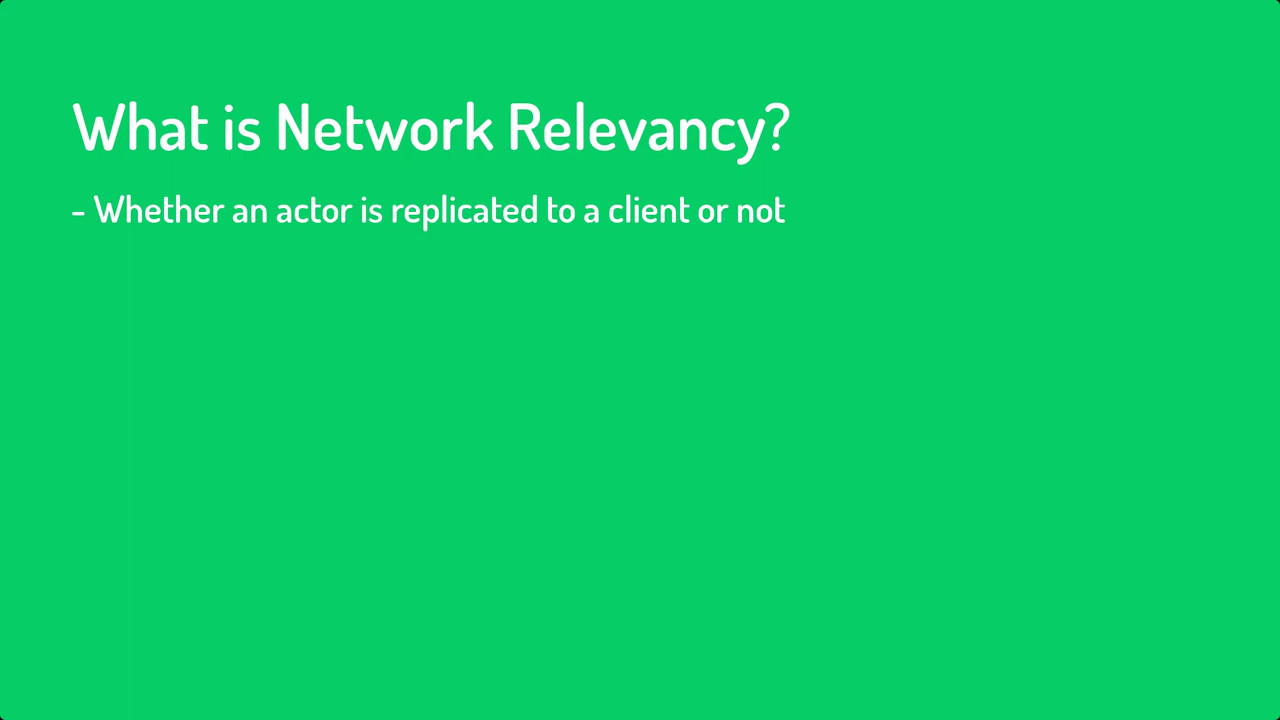 What is Network Relevancy?
- Whether an actor is replicated to a client or not